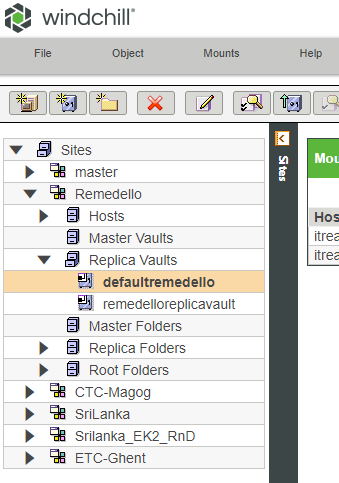 windchill
File Object Mounts Help
Sites
master
Remedello
Hosts
Master Vaults
Replica Vaults
defaultremedello
remedelloreplicavault
Master Folders
Replica Folders
Root Folders
CTC-Magog
SriLanka
Srilanka_EK2_RnD
ETC-Ghent
Sites
Mou
Hos
itrea
itrea